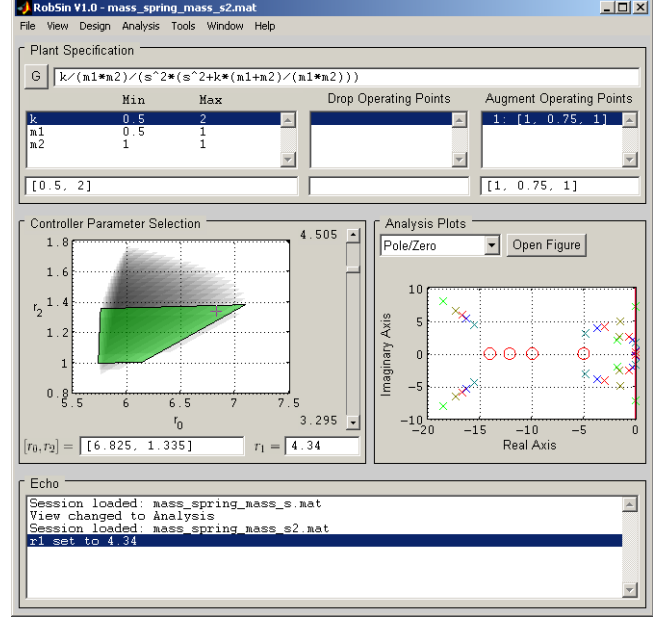 RobSin V1.0 - mass_spring_mass_s2.mat
File View Design Analysis Tools Window Help
Plant Specification
G k/(m1*m2)/(s^2*(s^2+k*(m1+m2)/(m1*m2)))
Min Max Drop Operating Points Augment Operating Points
k 0.5 2 1: [1, 0.75, 1]
m1 0.5 1
m2 1 1
[0.5, 2] [1, 0.75, 1]
Controller Parameter Selection
4.505
1.8
1.6
1.4
r2
1.2
1
0.8
5.5 6 6.5 7 7.5
r0
3.295
[r0,r2] = [6.825, 1.335] r1 = 4.34
Analysis Plots
Pole/Zero Open Figure
10
5
0
-5
-10
Imaginary Axis
-20 -15 -10 -5 0
Real Axis
Echo
Session loaded: mass_spring_mass_s.mat
View changed to Analysis
Session loaded: mass_spring_mass_s2.mat
r1 set to 4.34